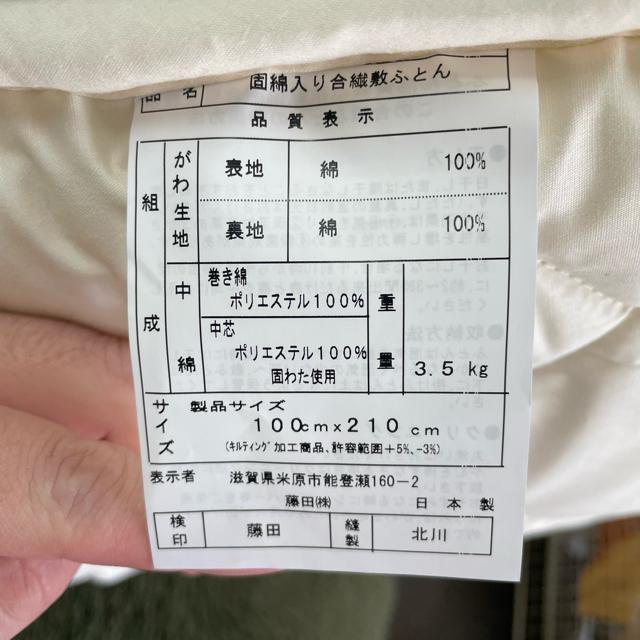 品名 固綿入り合繊敷ふとん
品質表示
組成
がわ生地
表地 綿 100%
裏地 綿 100%
中綿
巻き綿
ポリエステル100%
中芯
ポリエステル100%
固わた使用
重量 3.5 kg
サイズ
製品サイズ
100cmx210cm
(キルティング加工商品、許容範囲+5%、-3%)
表示者 滋賀県米原市能登瀬160-2
藤田㈱ 日本製
検印 藤田 縫製 北川